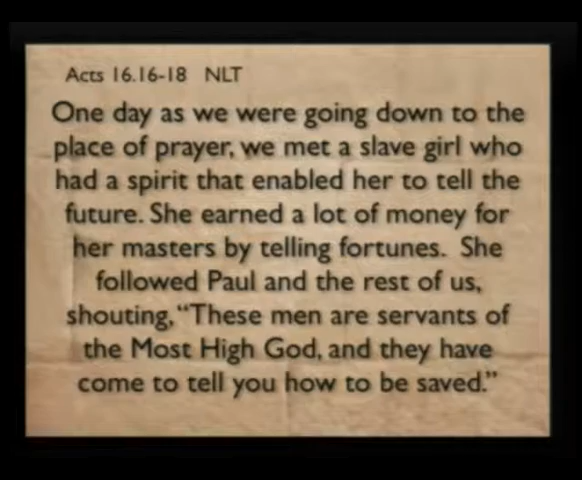 Acts 16.16-18 NLT
One day as we were going down to the
place of prayer, we met a slave girl who
had a spirit that enabled her to tell the
future. She earned a lot of money for
her masters by telling fortunes. She
followed Paul and the rest of us,
shouting, “These men are servants of
the Most High God, and they have
come to tell you how to be saved.”